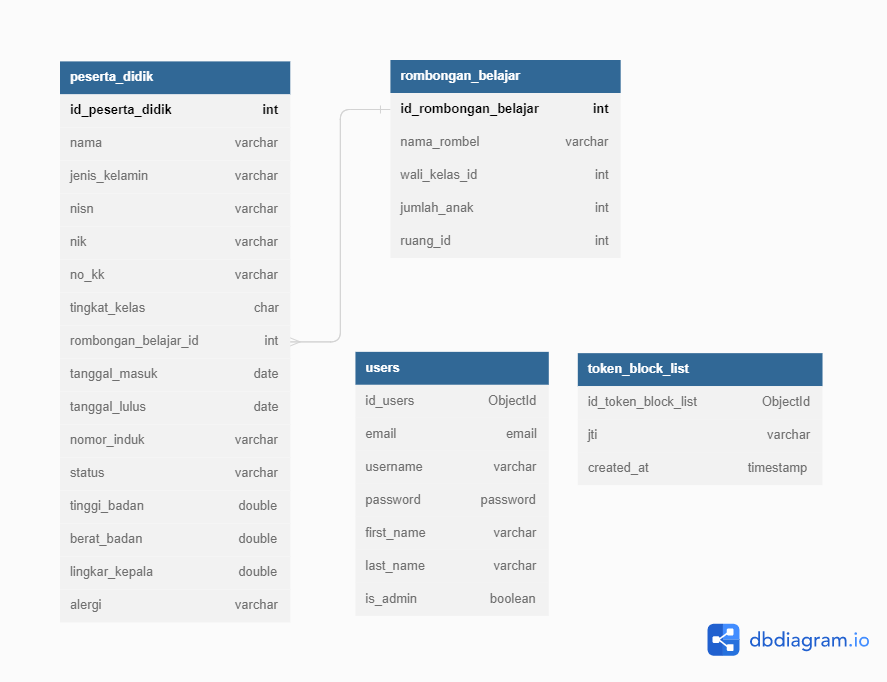 peserta_didik
id_peserta_didik int
nama varchar
jenis_kelamin varchar
nisn varchar
nik varchar
no_kk varchar
tingkat_kelas char
rombongan_belajar_id int
tanggal_masuk date
tanggal_lulus date
nomor_induk varchar
status varchar
tinggi_badan double
berat_badan double
lingkar_kepala double
alergi varchar
rombongan_belajar
id_rombongan_belajar int
nama_rombel varchar
wali_kelas_id int
jumlah_anak int
ruang_id int
users
id_users ObjectId
email email
username varchar
password password
first_name varchar
last_name varchar
is_admin boolean
token_block_list
id_token_block_list ObjectId
jti varchar
created_at timestamp
dbdiagram.io